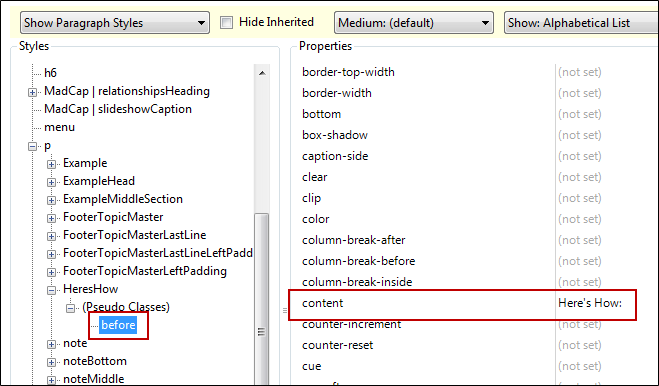 Show Paragraph Styles
Hide Inherited
Medium: (default)
Show: Alphabetical List
Styles
h6
MadCap | relationshipsHeading
MadCap | slideshowCaption
menu
p
Example
ExampleHead
ExampleMiddleSection
FooterTopicMaster
FooterTopicMasterLastLine
FooterTopicMasterLastLineLeftPadd
FooterTopicMasterLeftPadding
HeresHow
(Pseudo Classes)
before
note
noteBottom
noteMiddle
Properties
border-top-width (not set)
border-width (not set)
bottom (not set)
box-shadow (not set)
caption-side (not set)
clear (not set)
clip (not set)
color (not set)
column-break-after (not set)
column-break-before (not set)
column-break-inside (not set)
content Here's How:
counter-increment (not set)
counter-reset (not set)
cue (not set)